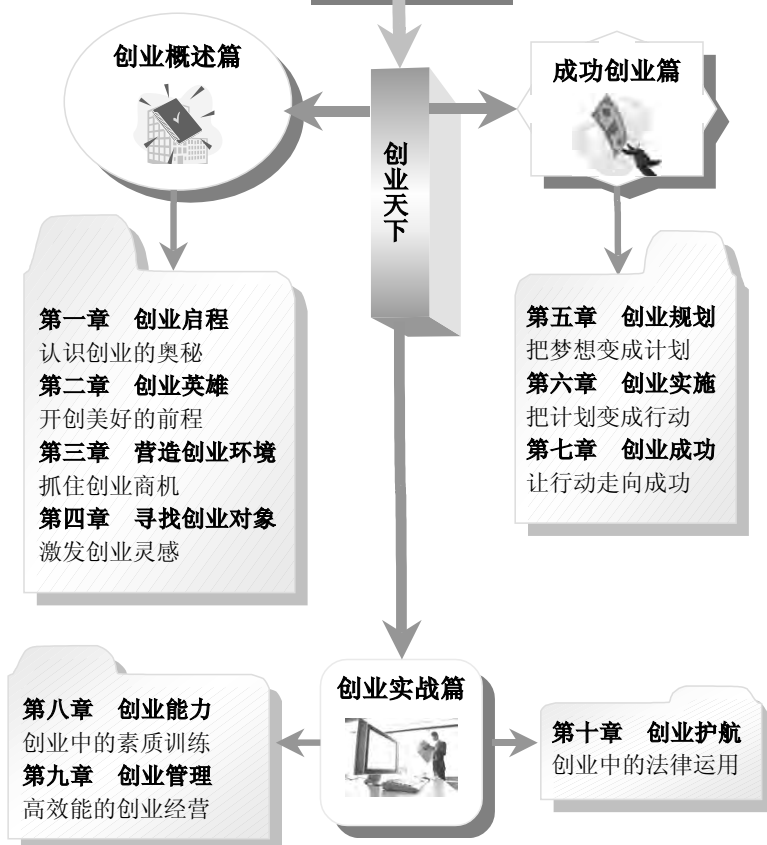 创业概述篇
成功创业篇
创业天下
第一章　创业启程
认识创业的奥秘
第二章　创业英雄
开创美好的前程
第三章　营造创业环境
抓住创业商机
第四章　寻找创业对象
激发创业灵感
第五章　创业规划
把梦想变成计划
第六章　创业实施
把计划变成行动
第七章　创业成功
让行动走向成功
创业实战篇
第八章　创业能力
创业中的素质训练
第九章　创业管理
高效能的创业经营
第十章　创业护航
创业中的法律运用